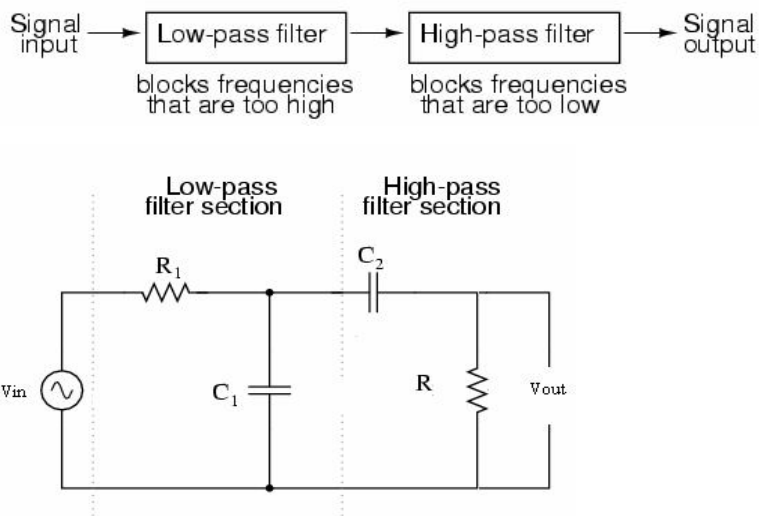 Signal input
Low-pass filter
High-pass filter
Signal output
blocks frequencies
that are too high
blocks frequencies
that are too low
Low-pass
filter section
High-pass
filter section
R1
C2
Vin
C1
R
Vout